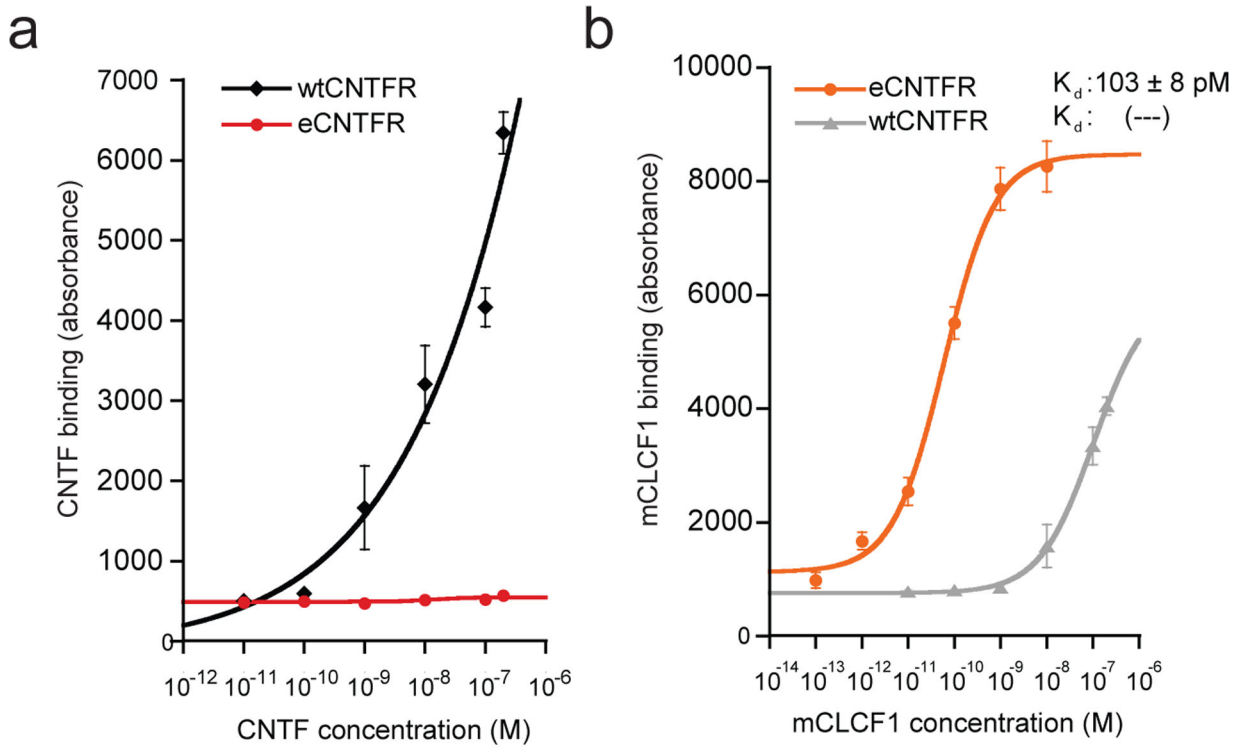 a
7000
6000
5000
4000
3000
2000
1000
0
CNTF binding (absorbance)
wtCNTFR
eCNTFR
10⁻¹² 10⁻¹¹ 10⁻¹⁰ 10⁻⁹ 10⁻⁸ 10⁻⁷ 10⁻⁶
CNTF concentration (M)
b
10000
8000
6000
4000
2000
0
mCLCF1 binding (absorbance)
eCNTFR K d :103 ± 8 pM
wtCNTFR K d : (---)
10⁻¹⁴ 10⁻¹³ 10⁻¹² 10⁻¹¹ 10⁻¹⁰ 10⁻⁹ 10⁻⁸ 10⁻⁷ 10⁻⁶
mCLCF1 concentration (M)